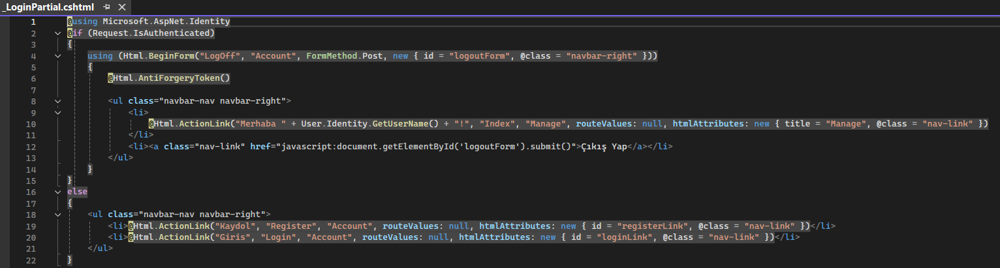 _LoginPartial.cshtml
1 @using Microsoft.AspNet.Identity
2 @if (Request.IsAuthenticated)
3 {
4 using (Html.BeginForm("LogOff", "Account", FormMethod.Post, new { id = "logoutForm", @class = "navbar-right" }))
5 {
6 @Html.AntiForgeryToken()
7
8 <ul class="navbar-nav navbar-right">
9 <li>
10 @Html.ActionLink("Merhaba " + User.Identity.GetUserName() + "!", "Index", "Manage", routeValues: null, htmlAttributes: new { title = "Manage", @class = "nav-link" })
11 </li>
12 <li><a class="nav-link" href="javascript:document.getElementById('logoutForm').submit()">Çıkış Yap</a></li>
13 </ul>
14 }
15 }
16 else
17 {
18 <ul class="navbar-nav navbar-right">
19 <li>@Html.ActionLink("Kaydol", "Register", "Account", routeValues: null, htmlAttributes: new { id = "registerLink", @class = "nav-link" })</li>
20 <li>@Html.ActionLink("Giris", "Login", "Account", routeValues: null, htmlAttributes: new { id = "loginLink", @class = "nav-link" })</li>
21 </ul>
22 }